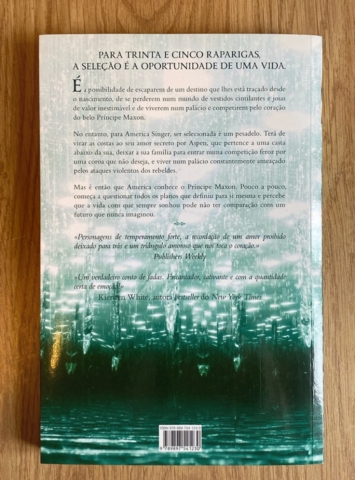 PARA TRINTA E CINCO RAPARIGAS,
A SELEÇÃO É A OPORTUNIDADE DE UMA VIDA.
É a possibilidade de escaparem de um destino que lhes está traçado desde
o nascimento, de se perderem num mundo de vestidos cintilantes e joias
de valor inestimável e de viverem num palácio e competirem pelo coração
do belo Príncipe Maxon.
No entanto, para America Singer, ser selecionada é um pesadelo. Terá de
virar as costas ao seu amor secreto por Aspen, que pertence a uma casta
abaixo da sua, deixar a sua família para entrar numa competição feroz por
uma coroa que não deseja, e viver num palácio constantemente ameaçado
pelos ataques violentos dos rebeldes.
Mas é então que America conhece o Príncipe Maxon. Pouco a pouco,
começa a questionar todos os planos que definiu para si mesma e percebe
que a vida com que sempre sonhou pode não ter comparação com um
futuro que nunca imaginou.
«Personagens de temperamento forte, a recordação de um amor proibido
deixado para trás e um triângulo amoroso que nos toca o coração.»
Publishers Weekly
«Um verdadeiro conto de fadas. Encantador, cativante e com a quantidade
certa de emoção!»
Kiersten White, autora bestseller do New York Times